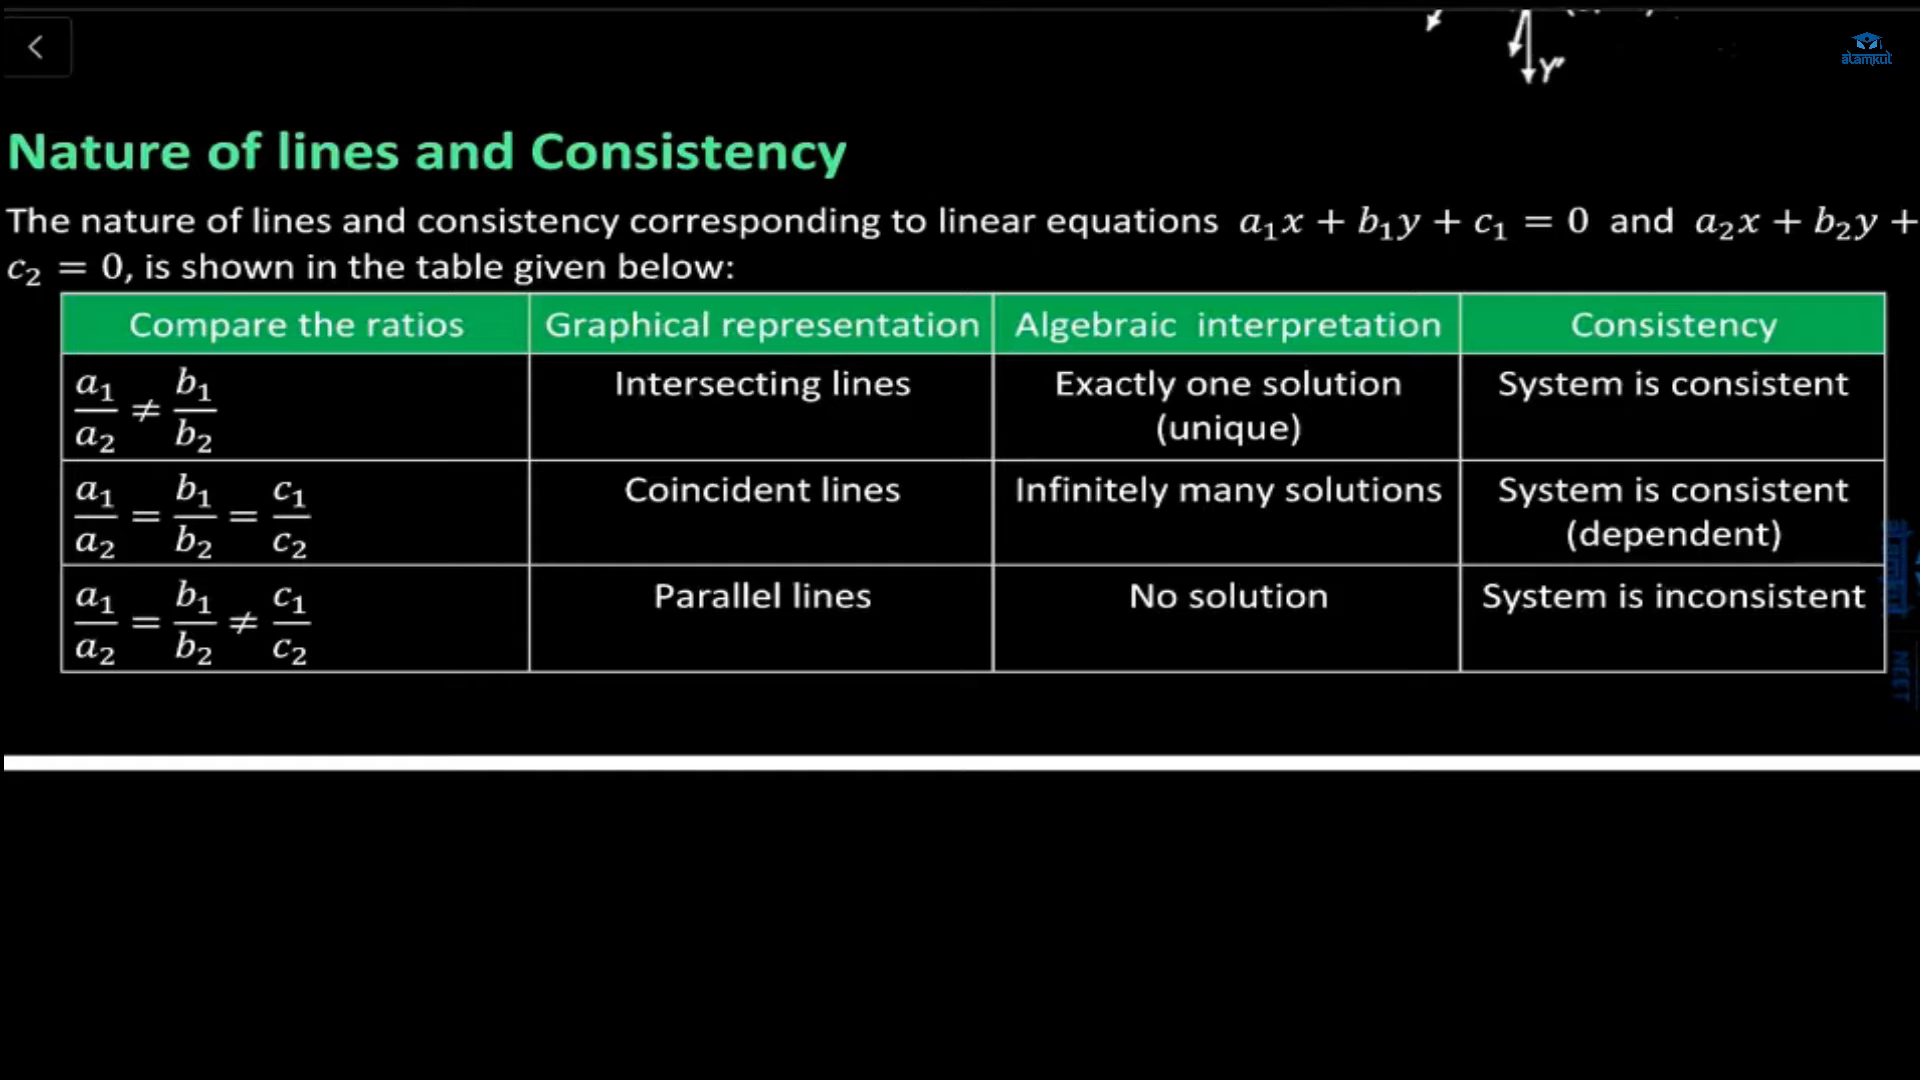 Y'
alamkul
Nature of lines and Consistency
The nature of lines and consistency corresponding to linear equations a₁x + b₁y + c₁ = 0 and a₂x + b₂y +
c₂ = 0, is shown in the table given below:
Compare the ratios Graphical representation Algebraic interpretation Consistency
a₁/a₂ ≠ b₁/b₂ Intersecting lines Exactly one solution System is consistent
(unique)
a₁/a₂ = b₁/b₂ = c₁/c₂ Coincident lines Infinitely many solutions System is consistent
(dependent)
a₁/a₂ = b₁/b₂ ≠ c₁/c₂ Parallel lines No solution System is inconsistent
alamkul
NEET